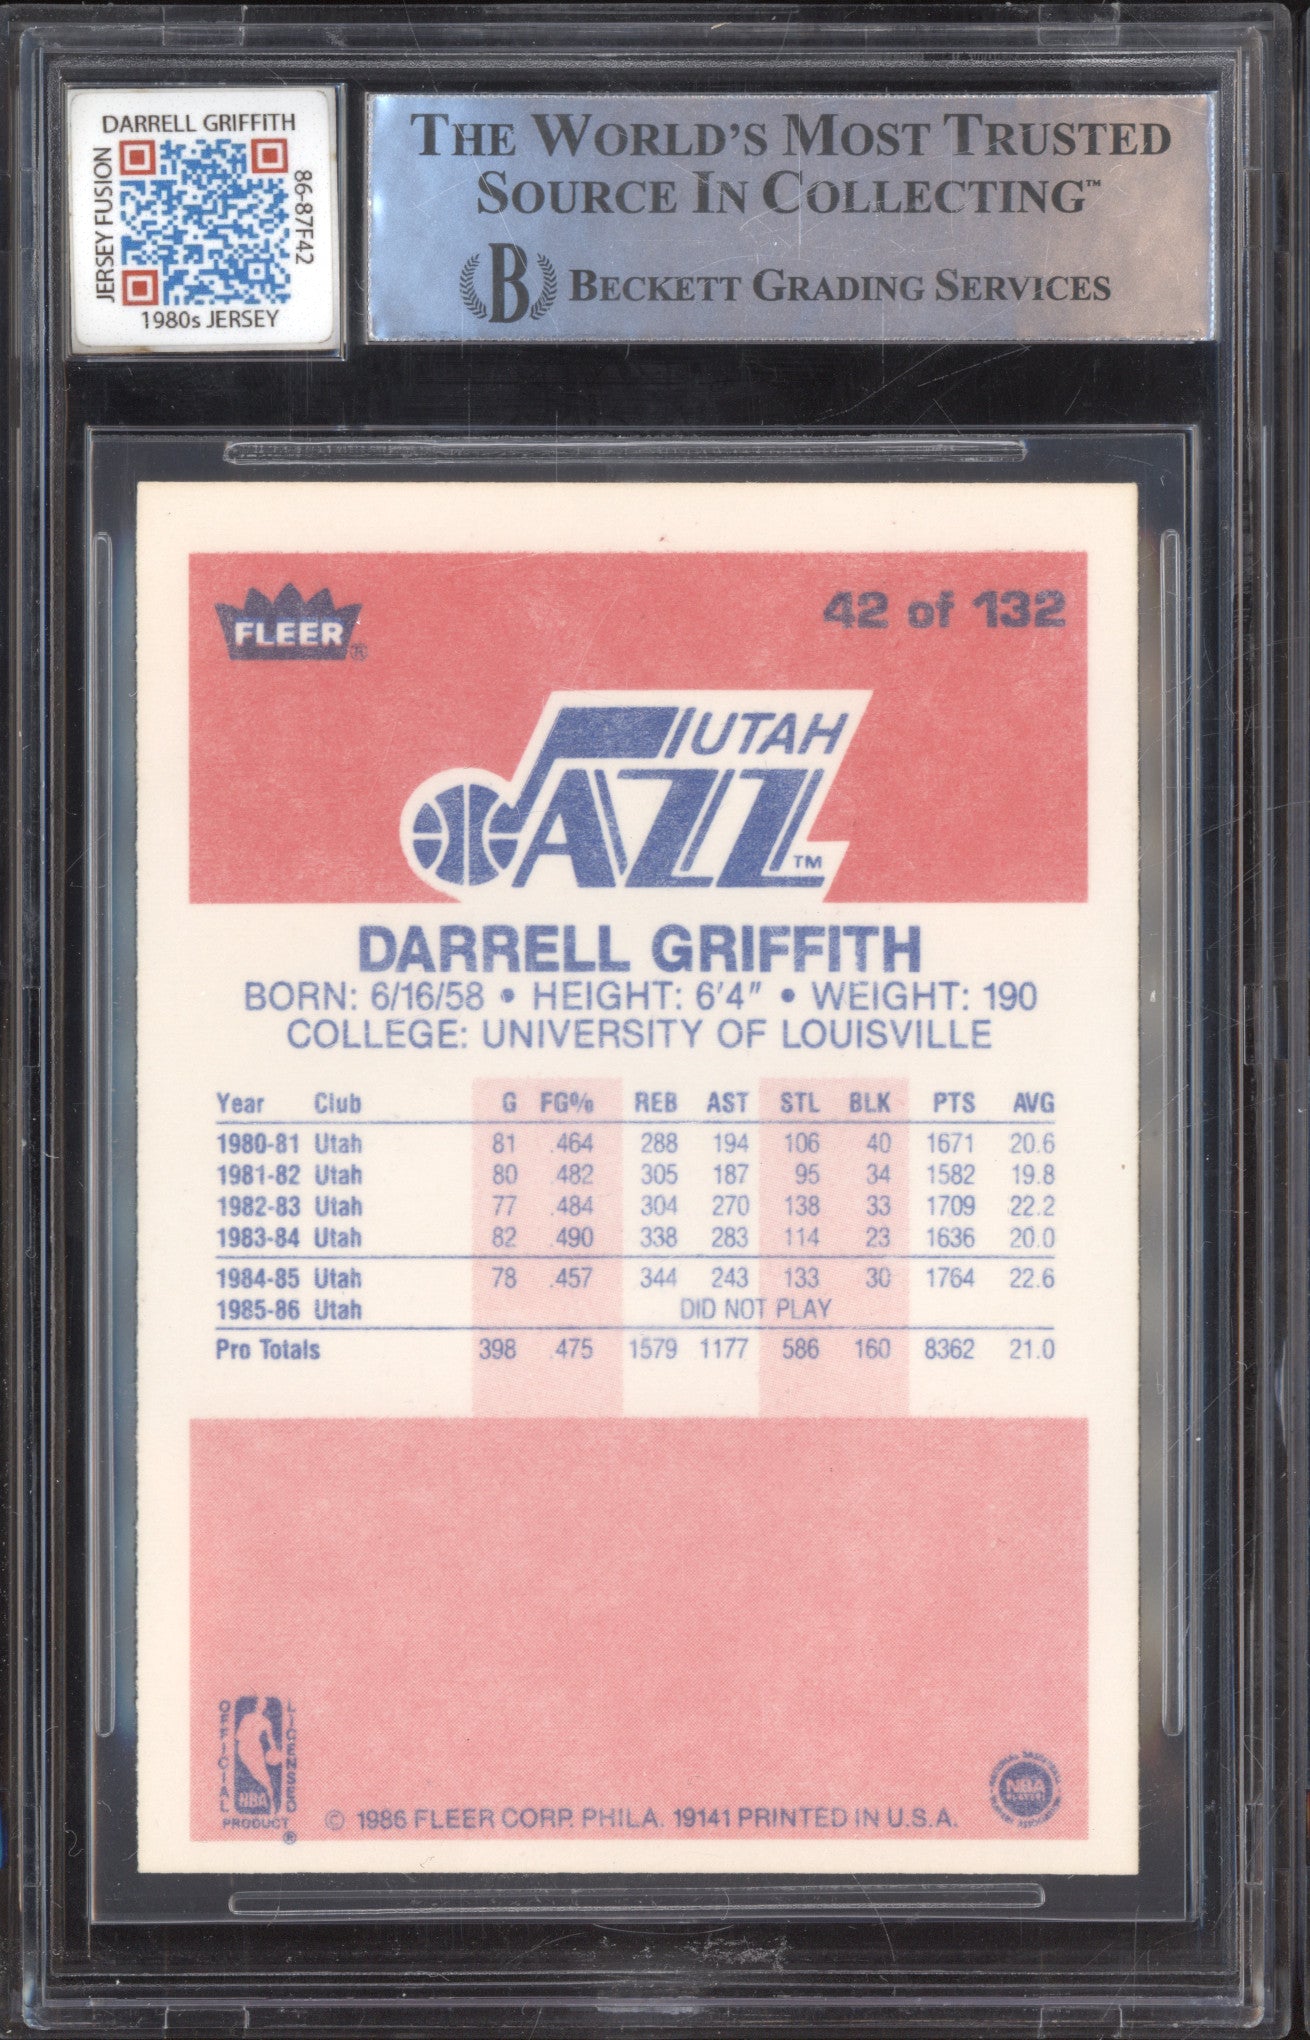 DARRELL GRIFFITH
JERSEY FUSION
86-87F42
1980s JERSEY
THE WORLD'S MOST TRUSTED
SOURCE IN COLLECTING™
B BECKETT GRADING SERVICES
FLEER®
42 of 132
UTAH
JAZZ™
DARRELL GRIFFITH
BORN: 6/16/58 • HEIGHT: 6'4" • WEIGHT: 190
COLLEGE: UNIVERSITY OF LOUISVILLE
Year Club G FG% REB AST STL BLK PTS AVG
1980-81 Utah 81 .464 288 194 106 40 1671 20.6
1981-82 Utah 80 .482 305 187 95 34 1582 19.8
1982-83 Utah 77 .484 304 270 138 33 1709 22.2
1983-84 Utah 82 .490 338 283 114 23 1636 20.0
1984-85 Utah 78 .457 344 243 133 30 1764 22.6
1985-86 Utah DID NOT PLAY
Pro Totals 398 .475 1579 1177 586 160 8362 21.0
OFFICIAL
LICENSED
NBA
PRODUCT®
© 1986 FLEER CORP. PHILA. 19141 PRINTED IN U.S.A.
NBA